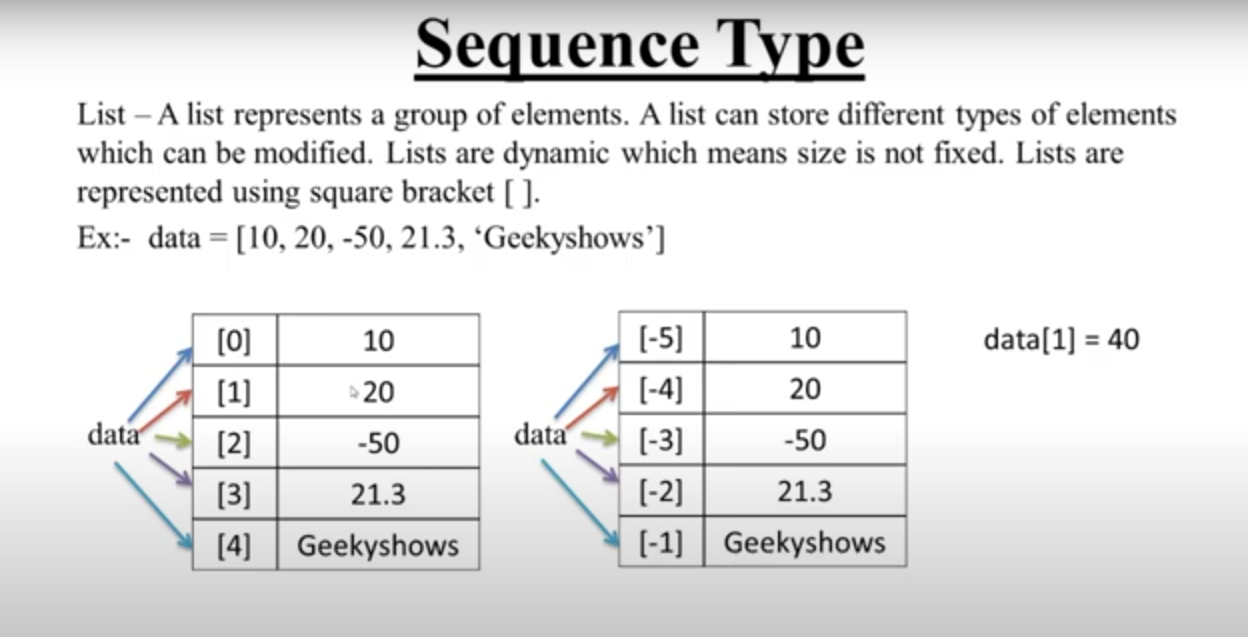 Sequence Type
List – A list represents a group of elements. A list can store different types of elements
which can be modified. Lists are dynamic which means size is not fixed. Lists are
represented using square bracket [ ].
Ex:- data = [10, 20, -50, 21.3, ‘Geekyshows’]
data
[0] 10
[1] 20
[2] -50
[3] 21.3
[4] Geekyshows
data
[-5] 10
[-4] 20
[-3] -50
[-2] 21.3
[-1] Geekyshows
data[1] = 40